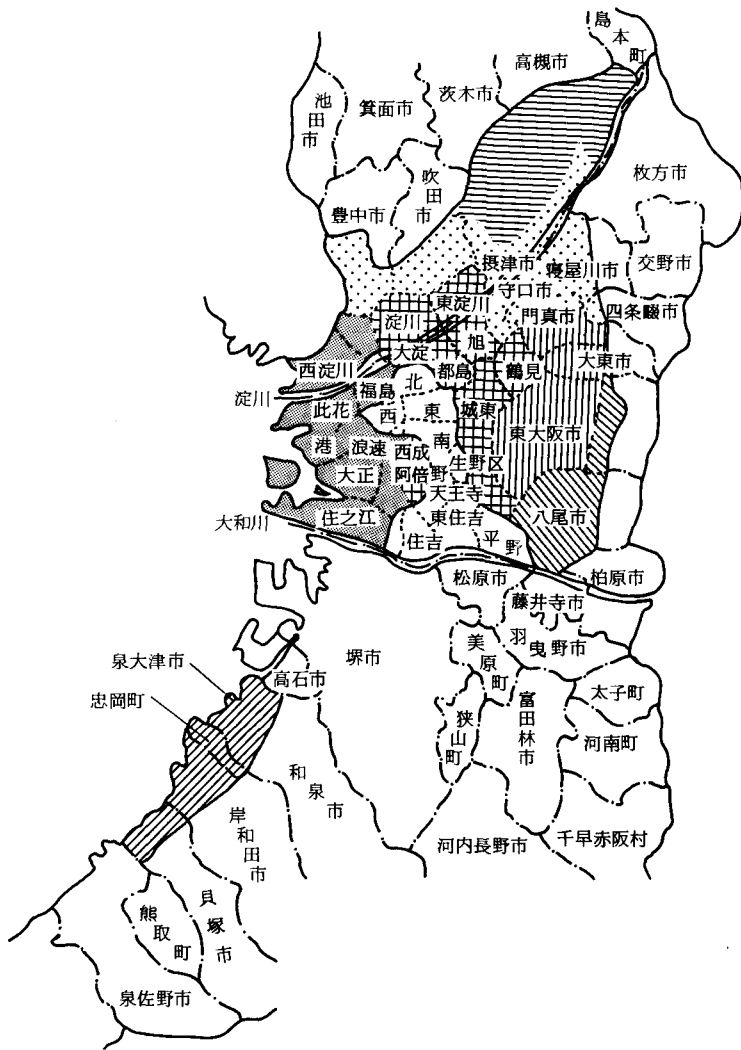 島本町
高槻市
茨木市
池田市
箕面市
吹田市
枚方市
豊中市
摂津市
寝屋川市
交野市
守口市
東淀川
門真市
四条畷市
淀川
旭
大淀
西淀川
都島
鶴見
大東市
淀川
福島
北
此花
西
東
城東
東大阪市
港
浪速
南
西成
生野区
大正
阿倍野
天王寺
八尾市
大和川
住之江
東住吉
住吉
平野
松原市
柏原市
藤井寺市
羽曳野市
美原町
堺市
泉大津市
高石市
太子町
忠岡町
狭山町
富田林市
河南町
和泉市
岸和田市
河内長野市
千早赤阪村
貝塚市
熊取町
泉佐野市